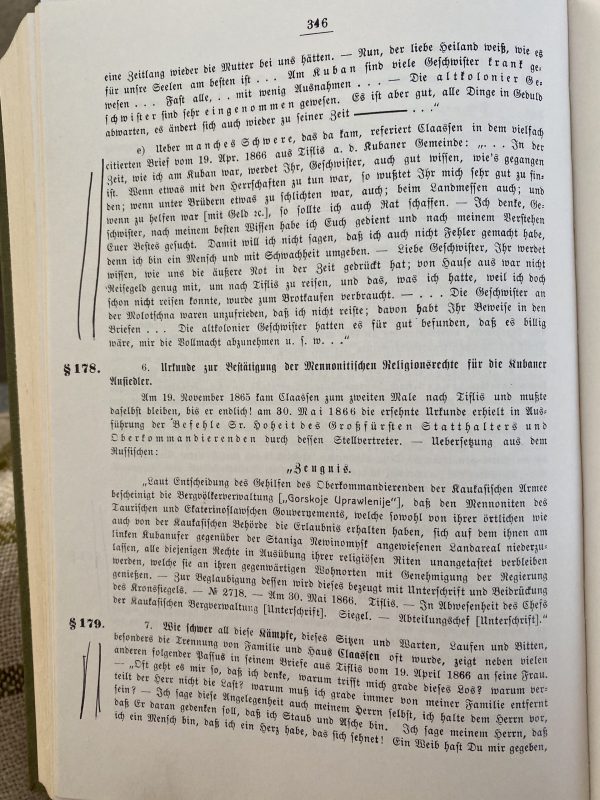 346
eine Zeitlang wieder die Mutter bei uns hätten. — Nun, der liebe Heiland weiß, wie es
für unsre Seelen am besten ist . . . Am Kuban sind viele Geschwister krank ge-
wesen . . . Fast alle, . . mit wenig Ausnahmen . . . — Die altkolonier Ge-
schwister sind sehr eingenommen gewesen. Es ist aber gut, alle Dinge in Geduld
abwarten, es ändert sich auch wieder zu seiner Zeit ——— . . ."
e) Ueber manches Schwere, das da kam, referiert Claassen in dem vielfach
citierten Brief vom 19. Apr. 1866 aus Tiflis a. d. Kubaner Gemeinde: „. . . In der
Zeit, wie ich am Kuban war, werdet Ihr, Geschwister, auch gut wissen, wie's gegangen
ist. Wenn etwas mit den Herrschaften zu tun war, so wußtet Ihr mich sehr gut zu fin-
den; wenn unter Brüdern etwas zu schlichten war, auch; beim Landmessen auch; und
wenn zu helfen war [mit Geld ꝛc.], so sollte ich auch Rat schaffen. — Ich denke, Ge-
schwister, nach meinem besten Wissen habe ich Euch gedient und nach meinem Verstehen
Euer Bestes gesucht. Damit will ich nicht sagen, daß ich auch nicht Fehler gemacht habe,
denn ich bin ein Mensch und mit Schwachheit umgeben. — Liebe Geschwister, Ihr werdet
wissen, wie uns die äußere Not in der Zeit gedrückt hat; von Hause aus war nicht
Reisegeld genug mit, um nach Tiflis zu reisen, und das, was ich hatte, weil ich doch
schon nicht reisen konnte, wurde zum Brotkaufen verbraucht. — . . . Die Geschwister an
der Molotschna waren unzufrieden, daß ich nicht reiste; davon habt Ihr Beweise in den
Briefen . . . Die altkolonier Geschwister hatten es für gut befunden, daß es billig
wäre, mir die Vollmacht abzunehmen u. s. w. . ."
§ 178. 6. Urkunde zur Bestätigung der Mennonitischen Religionsrechte für die Kubaner
Ansiedler.
Am 19. November 1865 kam Claassen zum zweiten Male nach Tiflis und mußte
daselbst bleiben, bis er endlich! am 30. Mai 1866 die ersehnte Urkunde erhielt in Aus-
führung der Befehle Sr. Hoheit des Großfürsten Statthalters und
Oberkommandierenden durch dessen Stellvertreter. — Uebersetzung aus dem
Russischen:
„Zeugnis.
„Laut Entscheidung des Gehilfen des Oberkommandierenden der Kaukasischen Armee
bescheinigt die Bergvölkerverwaltung [„Gorskoje Uprawlenije"], daß den Mennoniten des
Taurischen und Ekaterinoslawschen Gouvernements, welche sowohl von ihrer örtlichen wie
auch von der Kaukasischen Behörde die Erlaubnis erhalten haben, sich auf dem ihnen am
linken Kubanufer gegenüber der Staniza Newinomysk angewiesenen Landareal niederzu-
lassen, alle diejenigen Rechte in Ausübung ihrer religiösen Riten unangetastet verbleiben
werden, welche sie an ihren gegenwärtigen Wohnorten mit Genehmigung der Regierung
genießen. — Zur Beglaubigung dessen wird dieses bezeugt mit Unterschrift und Beidrückung
des Kronsiegels. — № 2718. — Am 30. Mai 1866. Tiflis. — In Abwesenheit des Chefs
der Kaukasischen Bergverwaltung [Unterschrift]. Siegel. — Abteilungschef [Unterschrift]."
§ 179. 7. Wie schwer all diese Kämpfe, dieses Sitzen und Warten, Laufen und Bitten,
besonders die Trennung von Familie und Haus Claassen oft wurde, zeigt neben vielen
anderen folgender Passus in seinem Briefe aus Tiflis vom 19. April 1866 an seine Frau.
— „Oft geht es mir so, daß ich denke, warum trifft mich grade dieses Los? warum ver-
teilt der Herr nicht die Last? warum muß ich grade immer von meiner Familie entfernt
sein? — Ich sage diese Angelegenheit auch meinem Herrn selbst, ich halte dem Herrn vor,
daß Er daran gedenken soll, daß ich Staub und Asche bin. Ich sage meinem Herrn, daß
ich ein Mensch bin, daß ich ein Herz habe, das sich sehnet! Ein Weib hast Du mir gegeben,